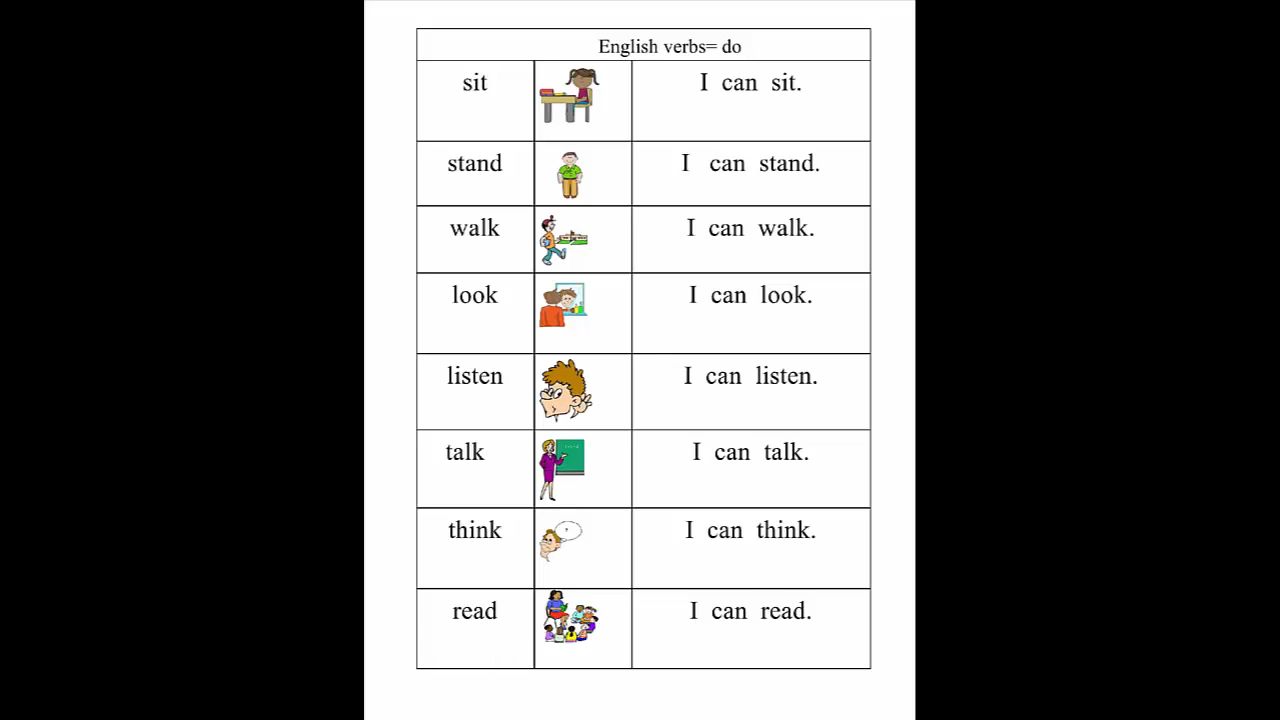 English verbs= do
sit I can sit.
stand I can stand.
walk I can walk.
look I can look.
listen I can listen.
talk I can talk.
think I can think.
read I can read.